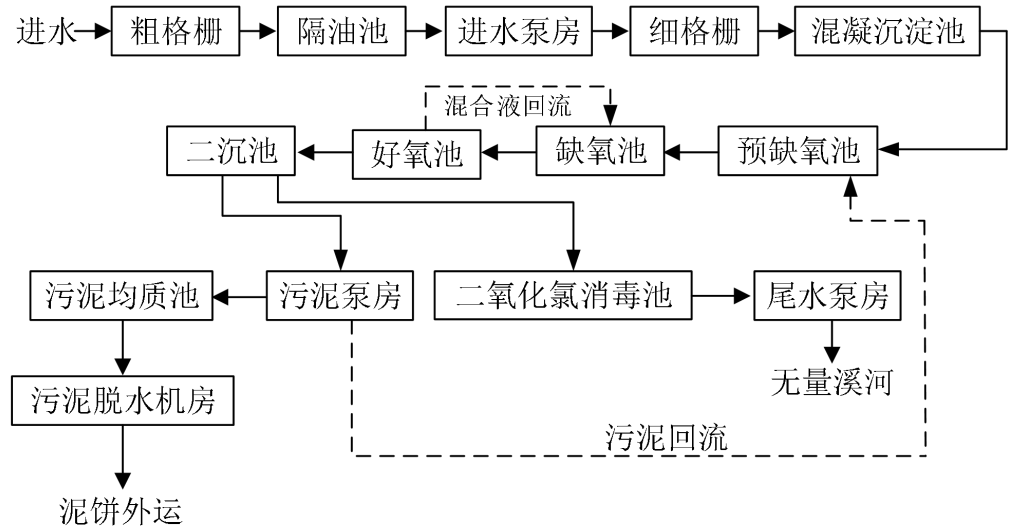 进水
粗格栅
隔油池
进水泵房
细格栅
混凝沉淀池
混合液回流
二沉池
好氧池
缺氧池
预缺氧池
污泥均质池
污泥泵房
二氧化氯消毒池
尾水泵房
无量溪河
污泥脱水机房
污泥回流
泥饼外运